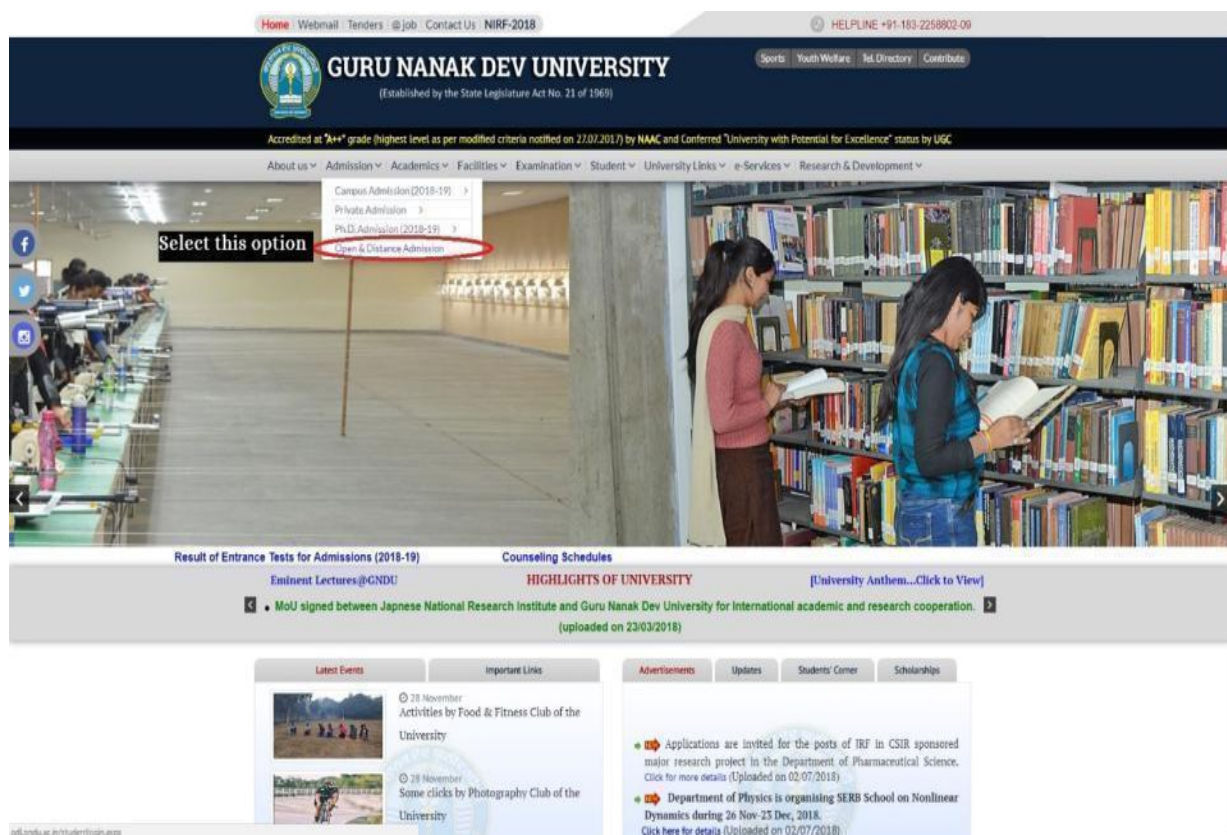 Home Webmail Tenders @job Contact Us NIRF-2018
HELPLINE +91-183-2258802-09
GURU NANAK DEV UNIVERSITY
(Established by the State Legislature Act No. 21 of 1969)
Sports Youth Welfare Tel. Directory Contribute
Accredited at "A++" grade (highest level as per modified criteria notified on 27.07.2017) by NAAC and Conferred "University with Potential for Excellence" status by UGC
About us Admission Academics Facilities Examination Student University Links e-Services Research & Development
Campus Admission (2018-19)
Private Admission
Ph.D. Admission (2018-19)
Open & Distance Admission
Select this option
Result of Entrance Tests for Admissions (2018-19) Counseling Schedules
Eminent Lectures@GNDU HIGHLIGHTS OF UNIVERSITY [University Anthem...Click to View]
• MoU signed between Japnese National Research Institute and Guru Nanak Dev University for International academic and research cooperation.
(uploaded on 23/03/2018)
Latest Events Important Links
28 November
Activities by Food & Fitness Club of the
University
28 November
Some clicks by Photography Club of the
University
Advertisements Updates Students' Corner Scholarships
Applications are invited for the posts of JRF in CSIR sponsored
major research project in the Department of Pharmaceutical Science.
Click for more details (Uploaded on 02/07/2018)
Department of Physics is organising SERB School on Nonlinear
Dynamics during 26 Nov-23 Dec, 2018.
Click here for details (Uploaded on 02/07/2018)